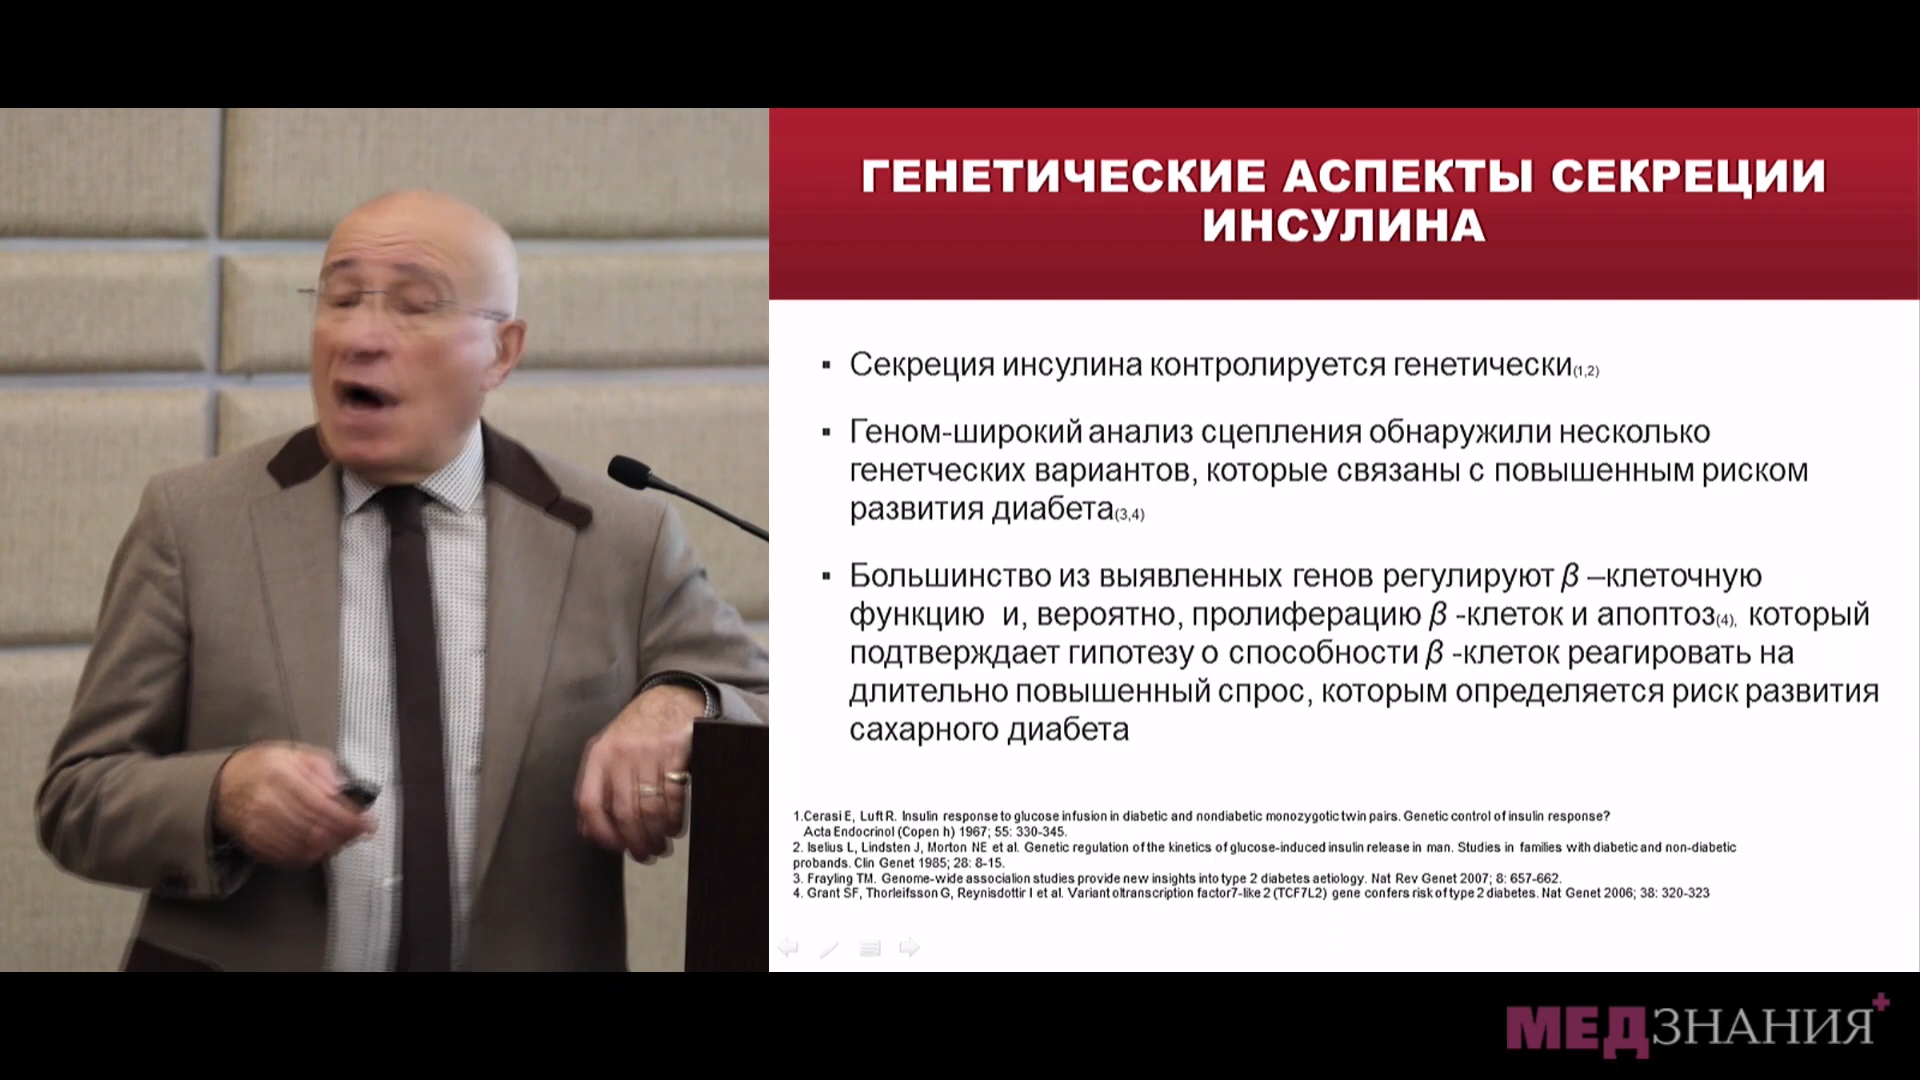 ГЕНЕТИЧЕСКИЕ АСПЕКТЫ СЕКРЕЦИИ
ИНСУЛИНА
▪ Секреция инсулина контролируется генетически(1,2)
▪ Геном-широкий анализ сцепления обнаружили несколько
генетческих вариантов, которые связаны с повышенным риском
развития диабета(3,4)
▪ Большинство из выявленных генов регулируют β –клеточную
функцию и, вероятно, пролиферацию β -клеток и апоптоз(4), который
подтверждает гипотезу о способности β -клеток реагировать на
длительно повышенный спрос, которым определяется риск развития
сахарного диабета
1.Cerasi E, Luft R. Insulin response to glucose infusion in diabetic and nondiabetic monozygotic twin pairs. Genetic control of insulin response?
Acta Endocrinol (Copen h) 1967; 55: 330-345.
2. Iselius L, Lindsten J, Morton NE et al. Genetic regulation of the kinetics of glucose-induced insulin release in man. Studies in families with diabetic and non-diabetic
probands. Clin Genet 1985; 28: 8-15.
3. Frayling TM. Genome-wide association studies provide new insights into type 2 diabetes aetiology. Nat Rev Genet 2007; 8: 657-662.
4. Grant SF, Thorleifsson G, Reynisdottir I et al. Variant oltranscription factor7-like 2 (TCF7L2) gene confers risk of type 2 diabetes. Nat Genet 2006; 38: 320-323
МЕДЗНАНИЯ+